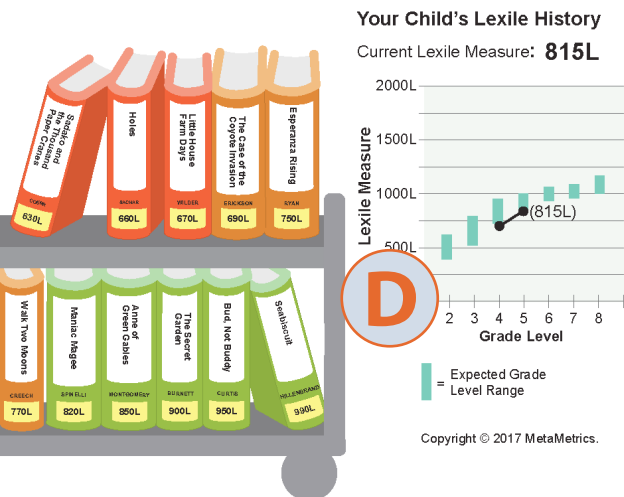 Your Child's Lexile History
Current Lexile Measure: 815L
Sadako and
the Thousand
Paper Cranes
COERR
630L
Holes
SACHAR
660L
Little House
Farm Days
WILDER
670L
The Case of the
Coyote Invasion
ERICKSON
690L
Esperanza Rising
RYAN
750L
Walk Two Moons
CREECH
770L
Maniac Magee
SPINELLI
820L
Anne of
Green Gables
MONTGOMERY
850L
The Secret
Garden
BURNETT
900L
Bud, Not Buddy
CURTIS
950L
Seabiscuit
HILLENBRAND
990L
Lexile Measure
2000L
1500L
1000L
500L
(815L)
D
2 3 4 5 6 7 8
Grade Level
= Expected Grade
Level Range
Copyright © 2017 MetaMetrics.